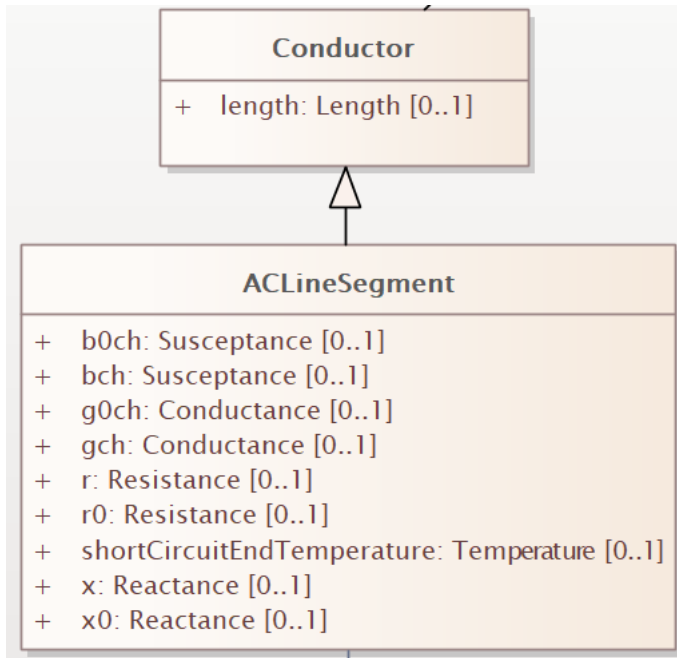 Conductor
+ length: Length [0..1]
ACLineSegment
+ b0ch: Susceptance [0..1]
+ bch: Susceptance [0..1]
+ g0ch: Conductance [0..1]
+ gch: Conductance [0..1]
+ r: Resistance [0..1]
+ r0: Resistance [0..1]
+ shortCircuitEndTemperature: Temperature [0..1]
+ x: Reactance [0..1]
+ x0: Reactance [0..1]